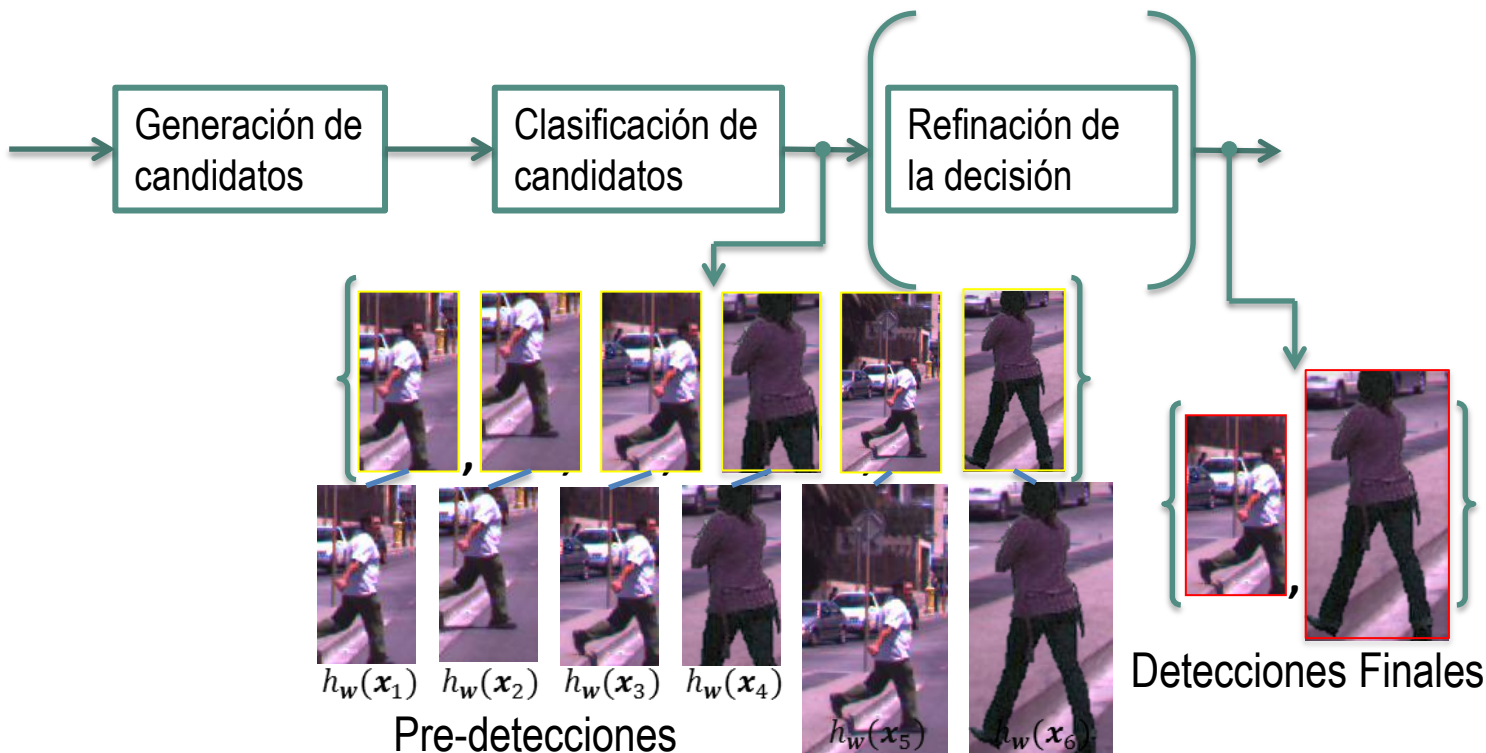 Generación de
candidatos
Clasificación de
candidatos
Refinación de
la decisión
{ , , , , , }
{ , }
h_w(x_1) h_w(x_2) h_w(x_3) h_w(x_4) h_w(x_5) h_w(x_6)
Pre-detecciones
Detecciones Finales